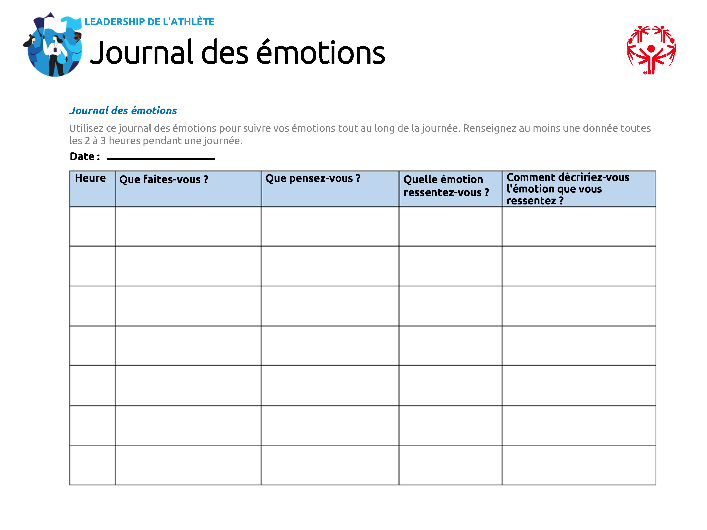 LEADERSHIP DE L'ATHLÈTE
Journal des émotions
Journal des émotions
Utilisez ce journal des émotions pour suivre vos émotions tout au long de la journée. Renseignez au moins une donnée toutes
les 2 à 3 heures pendant une journée.
Date :
Heure
Que faites-vous ?
Que pensez-vous ?
Quelle émotion
ressentez-vous ?
Comment décririez-vous
l'émotion que vous
ressentez ?